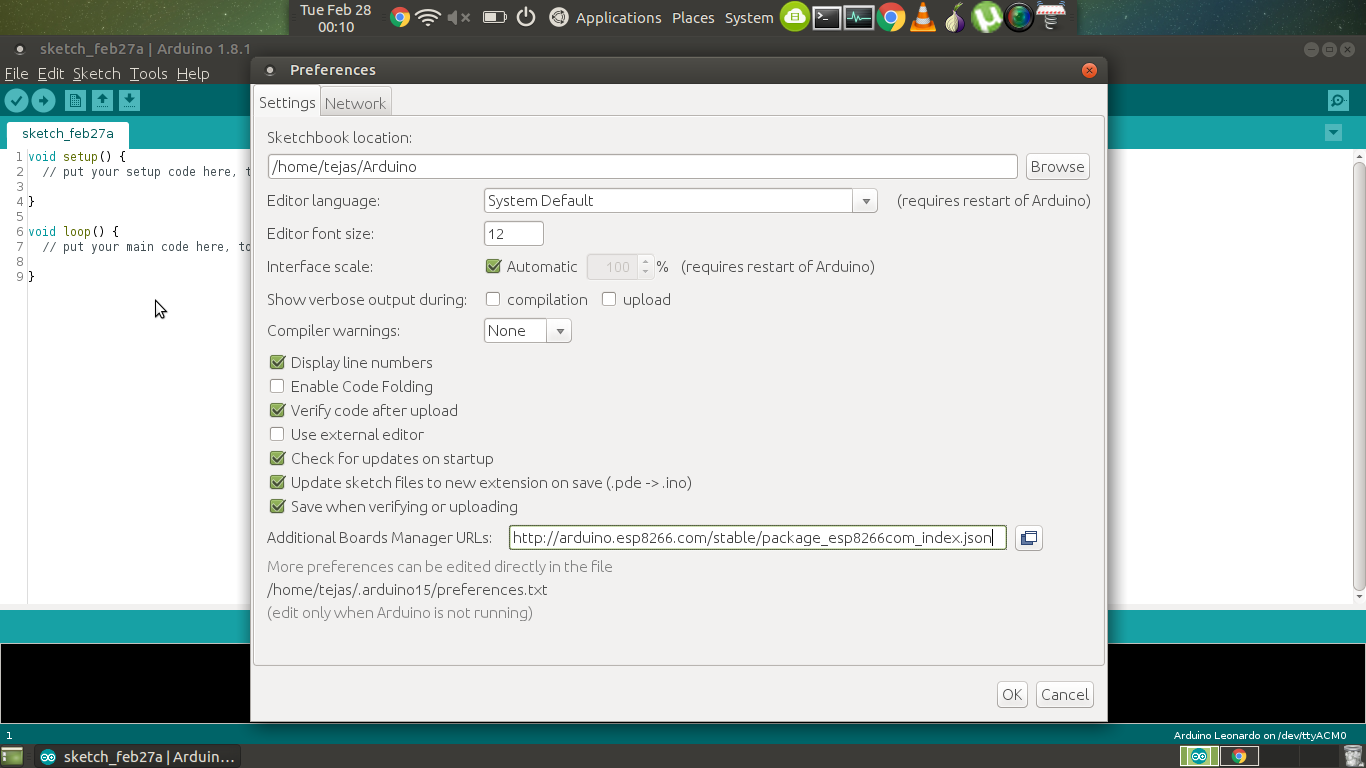 Tue Feb 28
00:10
Applications Places System
sketch_feb27a | Arduino 1.8.1
File Edit Sketch Tools Help
sketch_feb27a
1 void setup() {
2 // put your setup code here, t
3
4 }
5
6 void loop() {
7 // put your main code here, to
8
9 }
Preferences
Settings Network
Sketchbook location:
/home/tejas/Arduino Browse
Editor language: System Default (requires restart of Arduino)
Editor font size: 12
Interface scale: Automatic 100 % (requires restart of Arduino)
Show verbose output during: compilation upload
Compiler warnings: None
Display line numbers
Enable Code Folding
Verify code after upload
Use external editor
Check for updates on startup
Update sketch files to new extension on save (.pde -> .ino)
Save when verifying or uploading
Additional Boards Manager URLs: http://arduino.esp8266.com/stable/package_esp8266com_index.json
More preferences can be edited directly in the file
/home/tejas/.arduino15/preferences.txt
(edit only when Arduino is not running)
OK Cancel
1 Arduino Leonardo on /dev/ttyACM0
sketch_feb27a | Arduin...